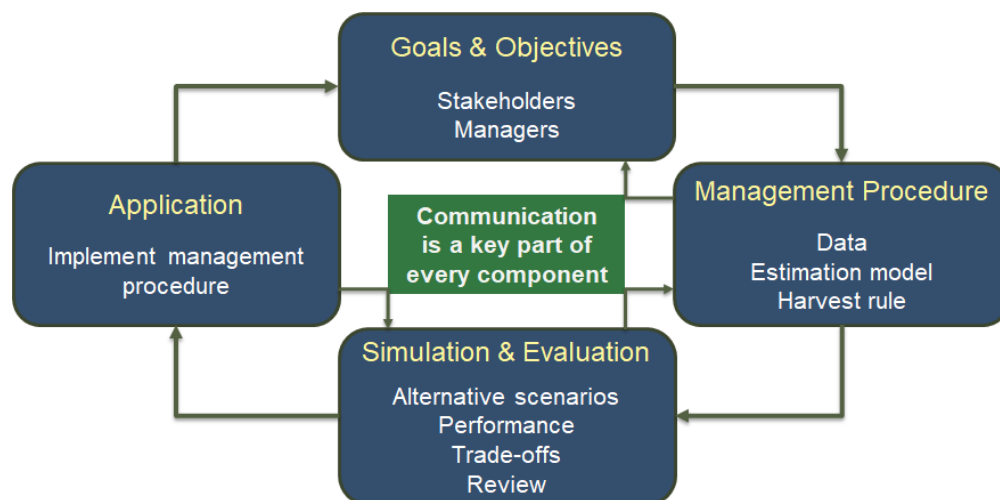 Goals & Objectives
Stakeholders
Managers
Application
Implement management
procedure
Communication
is a key part of
every component
Management Procedure
Data
Estimation model
Harvest rule
Simulation & Evaluation
Alternative scenarios
Performance
Trade-offs
Review